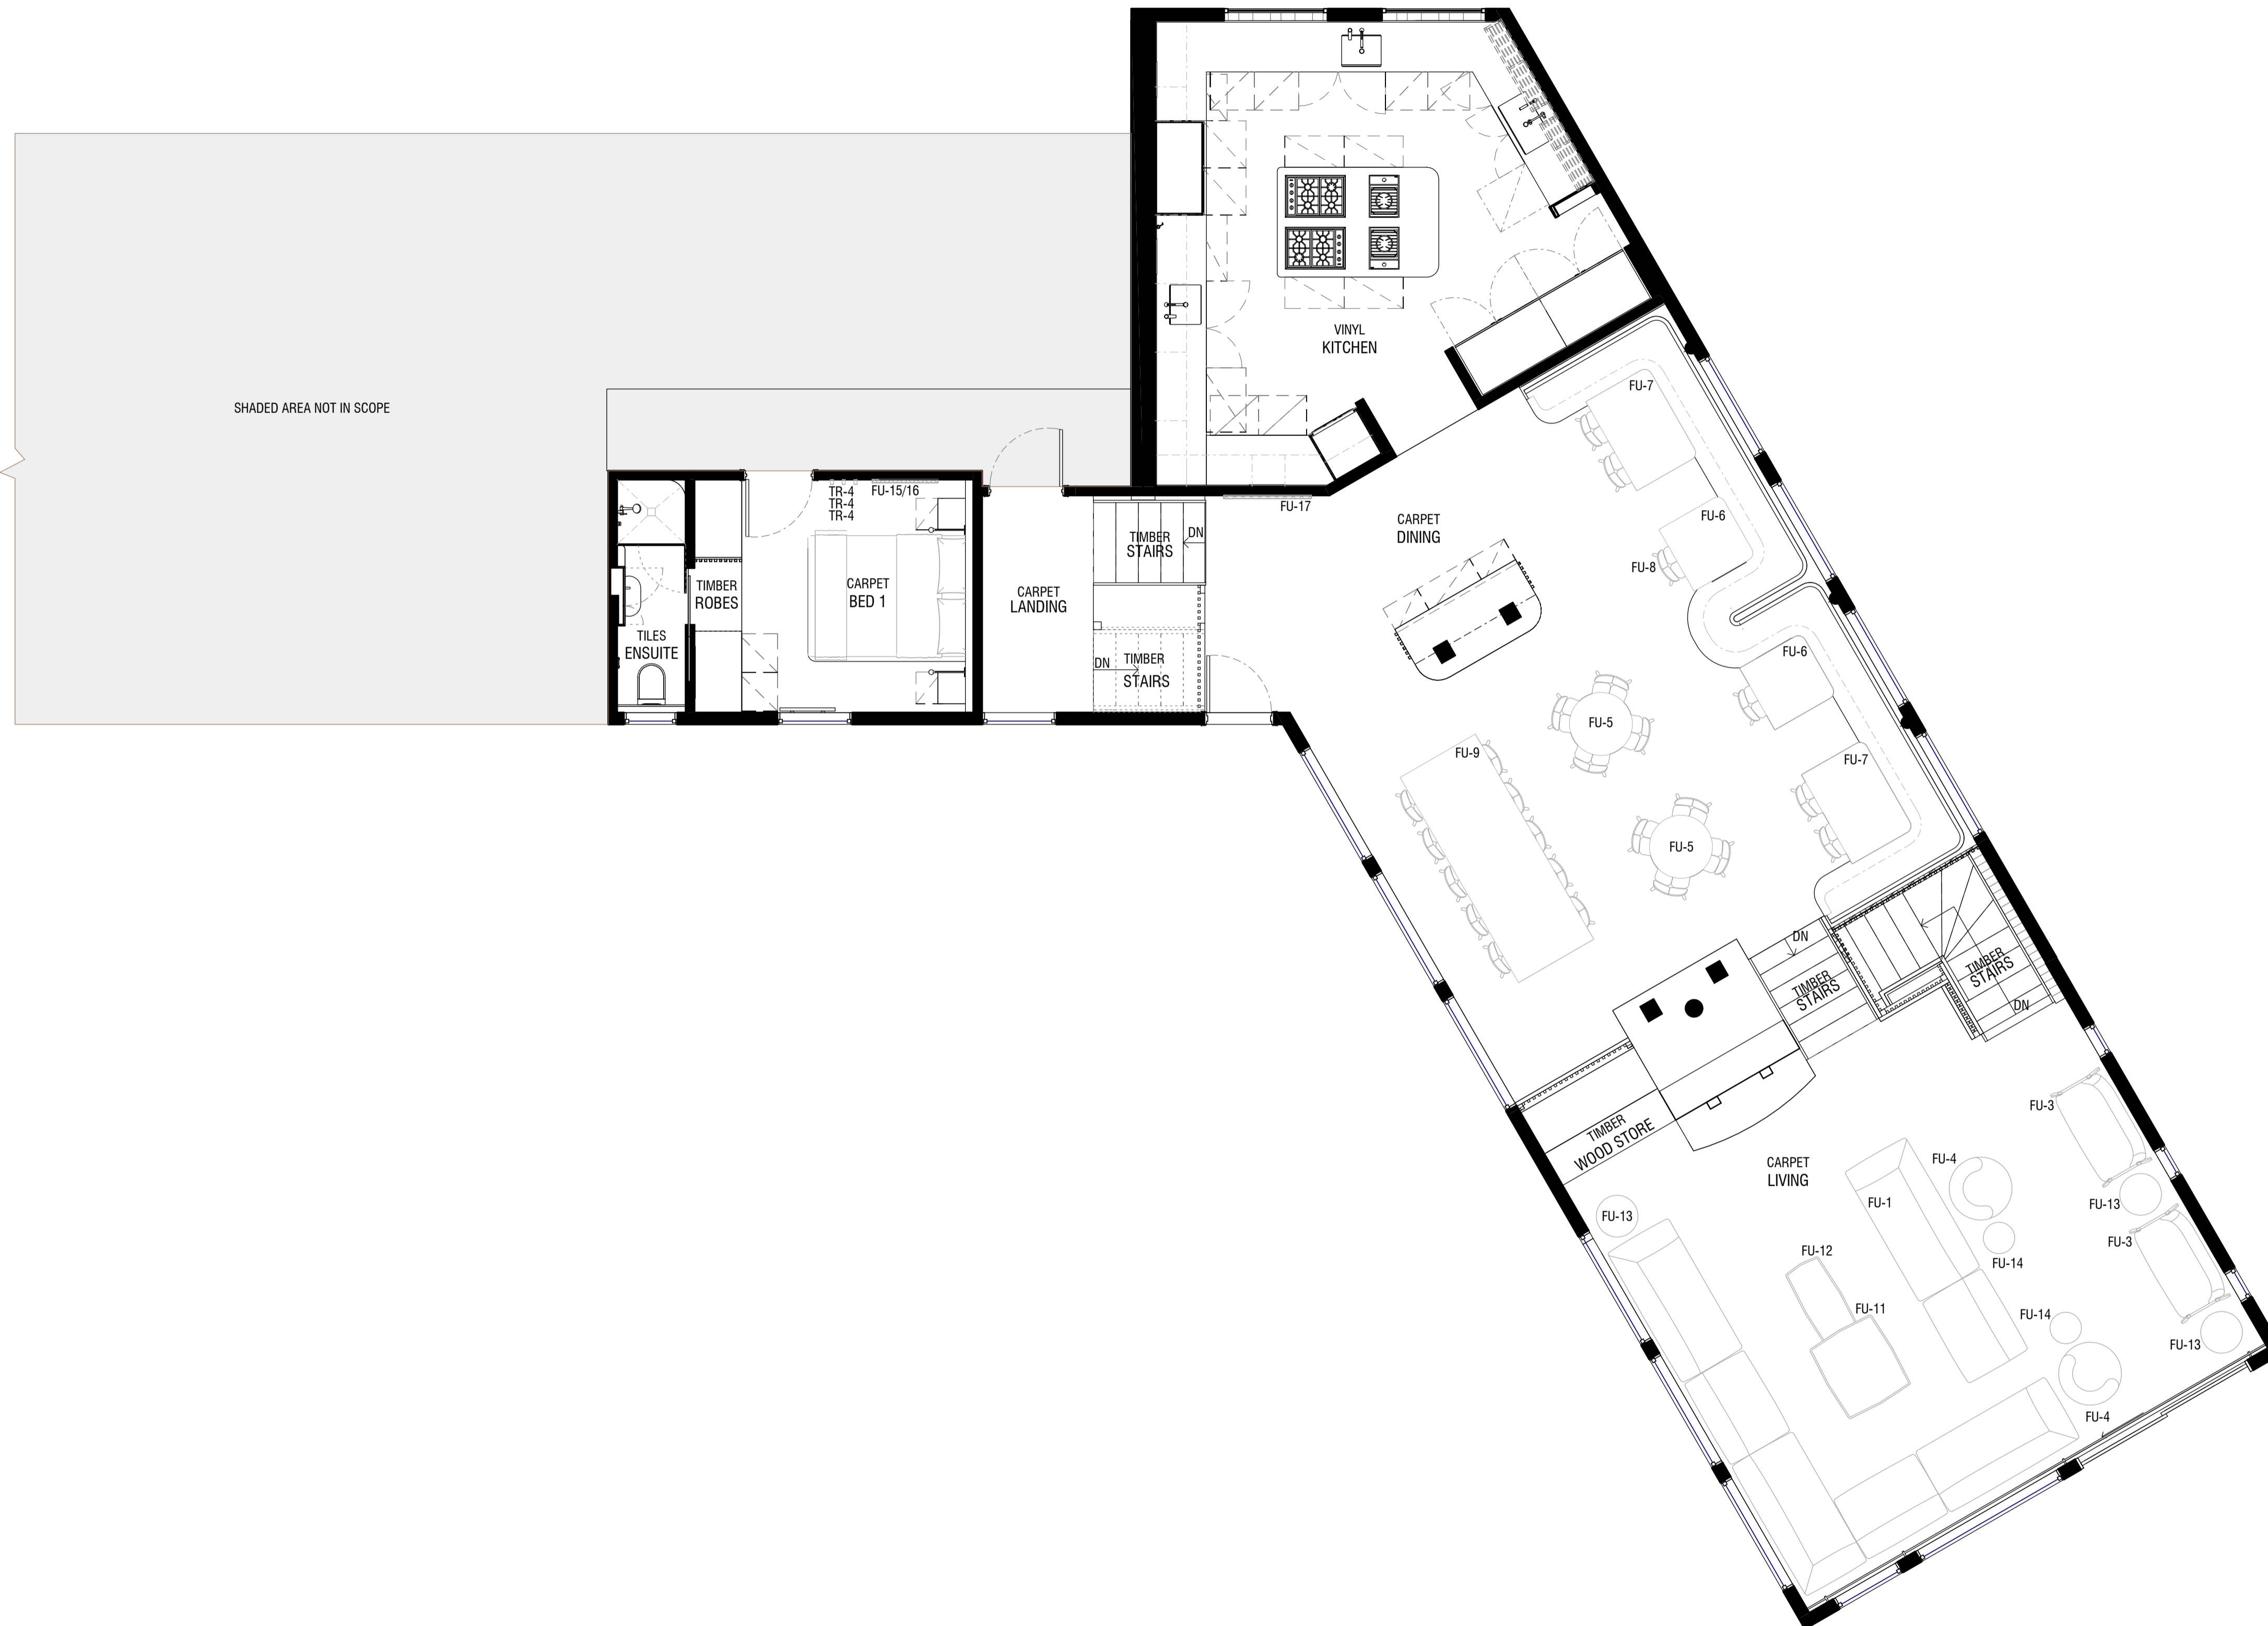 VINYL
KITCHEN
SHADED AREA NOT IN SCOPE
FU-7
TR-4
TR-4
TR-4
FU-15/16
FU-17
CARPET
DINING
FU-6
FU-8
TIMBER
STAIRS
DN
TIMBER
ROBES
CARPET
BED 1
CARPET
LANDING
TILES
ENSUITE
DN
TIMBER
STAIRS
FU-6
FU-5
FU-9
FU-7
FU-5
DN
TIMBER
STAIRS
TIMBER
STAIRS
DN
TIMBER
WOOD STORE
CARPET
LIVING
FU-3
FU-4
FU-1
FU-13
FU-13
FU-3
FU-12
FU-14
FU-11
FU-14
FU-13
FU-4